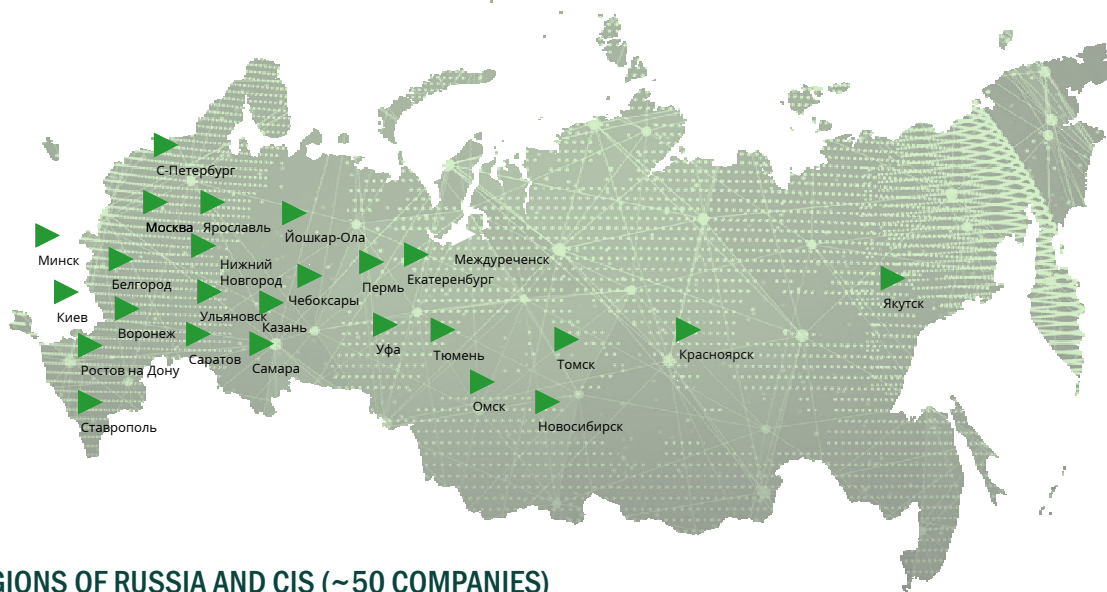 С-Петербург
Москва
Ярославль
Йошкар-Ола
Минск
Белгород
Нижний
Новгород
Междуреченск
Екатеренбург
Пермь
Чебоксары
Якутск
Киев
Ульяновск
Казань
Воронеж
Саратов
Самара
Уфа
Тюмень
Томск
Красноярск
Ростов на Дону
Омск
Ставрополь
Новосибирск
GIONS OF RUSSIA AND CIS (~50 COMPANIES)